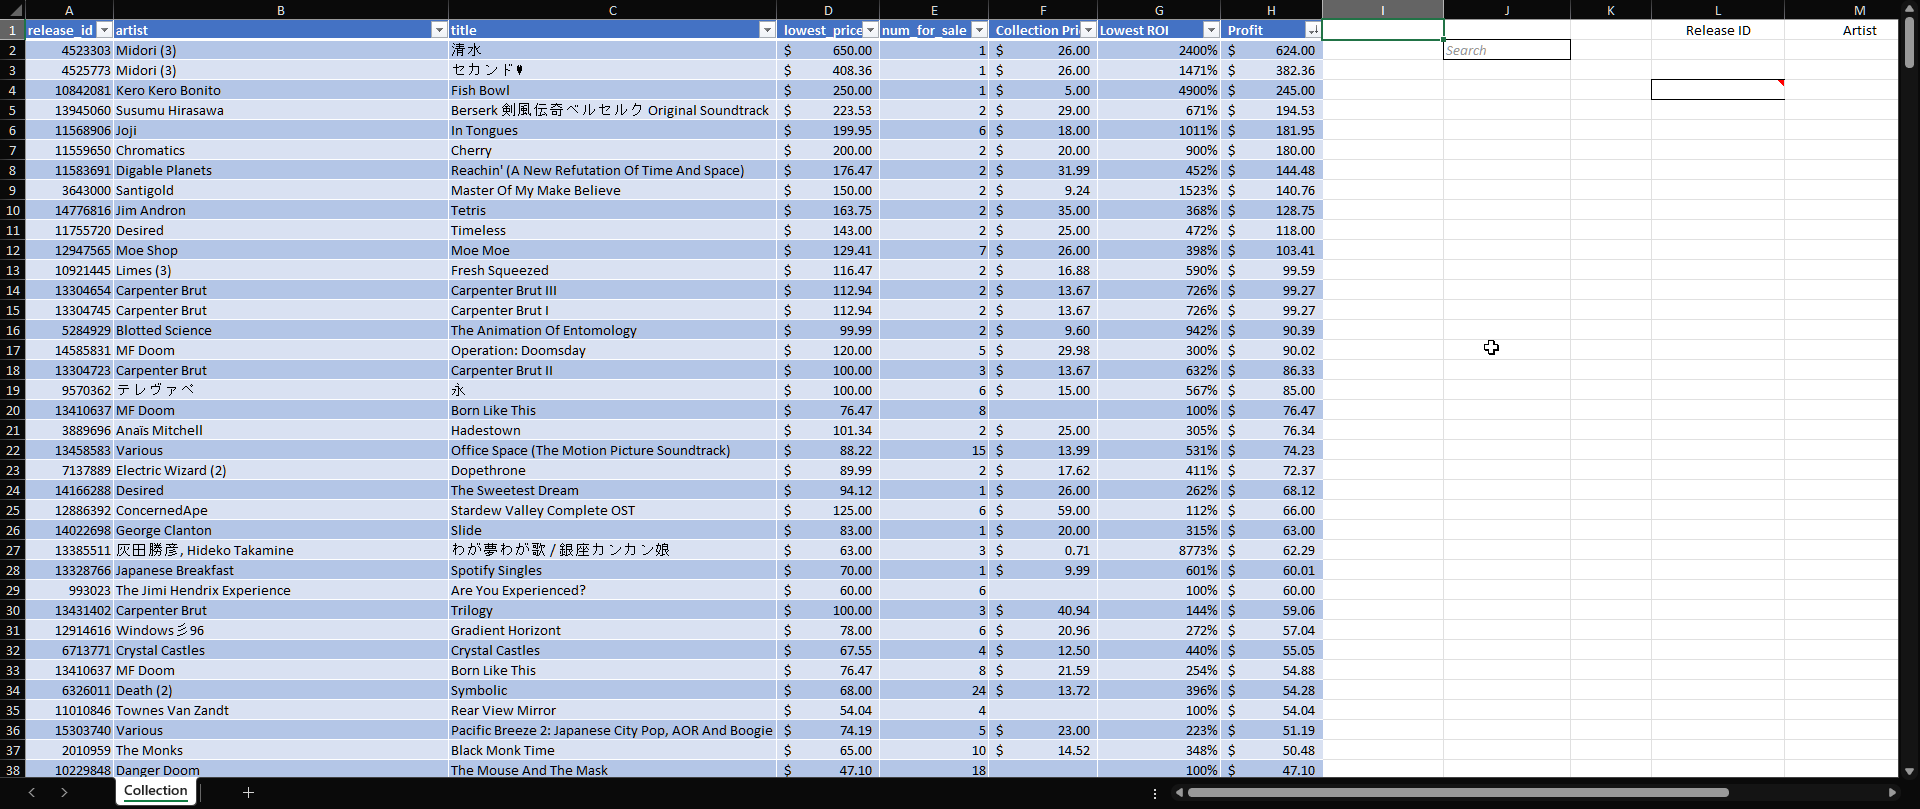 A B C D E F G H I J K L M
1 release_id artist title lowest_price num_for_sale Collection Pri Lowest ROI Profit Release ID Artist
2 4523303 Midori (3) 清水 $ 650.00 1 $ 26.00 2400% $ 624.00 Search
3 4525773 Midori (3) セカンド♥ $ 408.36 1 $ 26.00 1471% $ 382.36
4 10842081 Kero Kero Bonito Fish Bowl $ 250.00 1 $ 5.00 4900% $ 245.00
5 13945060 Susumu Hirasawa Berserk 剣風伝奇ベルセルク Original Soundtrack $ 223.53 2 $ 29.00 671% $ 194.53
6 11568906 Joji In Tongues $ 199.95 6 $ 18.00 1011% $ 181.95
7 11559650 Chromatics Cherry $ 200.00 2 $ 20.00 900% $ 180.00
8 11583691 Digable Planets Reachin' (A New Refutation Of Time And Space) $ 176.47 2 $ 31.99 452% $ 144.48
9 3643000 Santigold Master Of My Make Believe $ 150.00 2 $ 9.24 1523% $ 140.76
10 14776816 Jim Andron Tetris $ 163.75 2 $ 35.00 368% $ 128.75
11 11755720 Desired Timeless $ 143.00 2 $ 25.00 472% $ 118.00
12 12947565 Moe Shop Moe Moe $ 129.41 7 $ 26.00 398% $ 103.41
13 10921445 Limes (3) Fresh Squeezed $ 116.47 2 $ 16.88 590% $ 99.59
14 13304654 Carpenter Brut Carpenter Brut III $ 112.94 2 $ 13.67 726% $ 99.27
15 13304745 Carpenter Brut Carpenter Brut I $ 112.94 2 $ 13.67 726% $ 99.27
16 5284929 Blotted Science The Animation Of Entomology $ 99.99 2 $ 9.60 942% $ 90.39
17 14585831 MF Doom Operation: Doomsday $ 120.00 5 $ 29.98 300% $ 90.02
18 13304723 Carpenter Brut Carpenter Brut II $ 100.00 3 $ 13.67 632% $ 86.33
19 9570362 テレヴァペ 永 $ 100.00 6 $ 15.00 567% $ 85.00
20 13410637 MF Doom Born Like This $ 76.47 8 100% $ 76.47
21 3889696 Anaïs Mitchell Hadestown $ 101.34 2 $ 25.00 305% $ 76.34
22 13458583 Various Office Space (The Motion Picture Soundtrack) $ 88.22 15 $ 13.99 531% $ 74.23
23 7137889 Electric Wizard (2) Dopethrone $ 89.99 2 $ 17.62 411% $ 72.37
24 14166288 Desired The Sweetest Dream $ 94.12 1 $ 26.00 262% $ 68.12
25 12886392 ConcernedApe Stardew Valley Complete OST $ 125.00 6 $ 59.00 112% $ 66.00
26 14022698 George Clanton Slide $ 83.00 1 $ 20.00 315% $ 63.00
27 13385511 灰田勝彦, Hideko Takamine わが夢わが歌 / 銀座カンカン娘 $ 63.00 3 $ 0.71 8773% $ 62.29
28 13328766 Japanese Breakfast Spotify Singles $ 70.00 1 $ 9.99 601% $ 60.01
29 993023 The Jimi Hendrix Experience Are You Experienced? $ 60.00 6 100% $ 60.00
30 13431402 Carpenter Brut Trilogy $ 100.00 3 $ 40.94 144% $ 59.06
31 12914616 Windows彡96 Gradient Horizont $ 78.00 6 $ 20.96 272% $ 57.04
32 6713771 Crystal Castles Crystal Castles $ 67.55 4 $ 12.50 440% $ 55.05
33 13410637 MF Doom Born Like This $ 76.47 8 $ 21.59 254% $ 54.88
34 6326011 Death (2) Symbolic $ 68.00 24 $ 13.72 396% $ 54.28
35 11010846 Townes Van Zandt Rear View Mirror $ 54.04 4 100% $ 54.04
36 15303740 Various Pacific Breeze 2: Japanese City Pop, AOR And Boogie $ 74.19 5 $ 23.00 223% $ 51.19
37 2010959 The Monks Black Monk Time $ 65.00 10 $ 14.52 348% $ 50.48
38 10229848 Danger Doom The Mouse And The Mask $ 47.10 18 100% $ 47.10
Collection